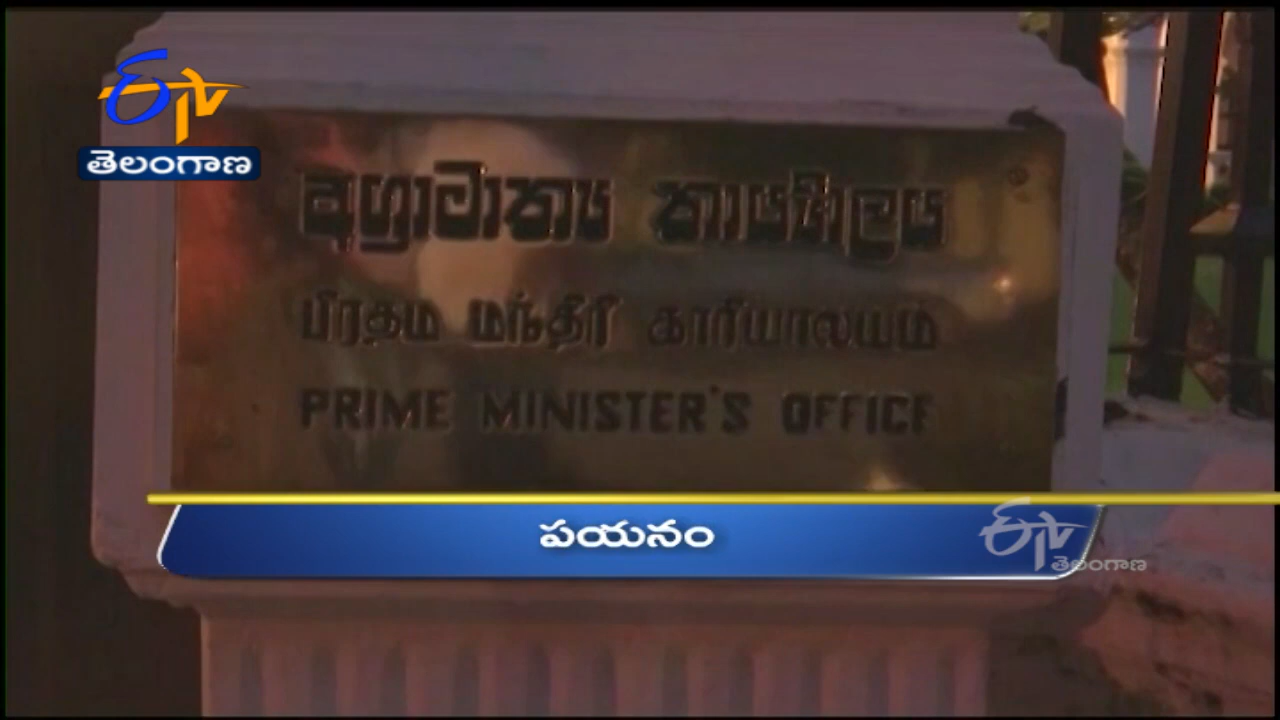 ETV
తెలంగాణ
අග්‍රාමාත්‍ය කාර්යාලය
பிரதம மந்திரி காரியாலயம்
PRIME MINISTER'S OFFICE
పయనం
ETV
తెలంగాణ